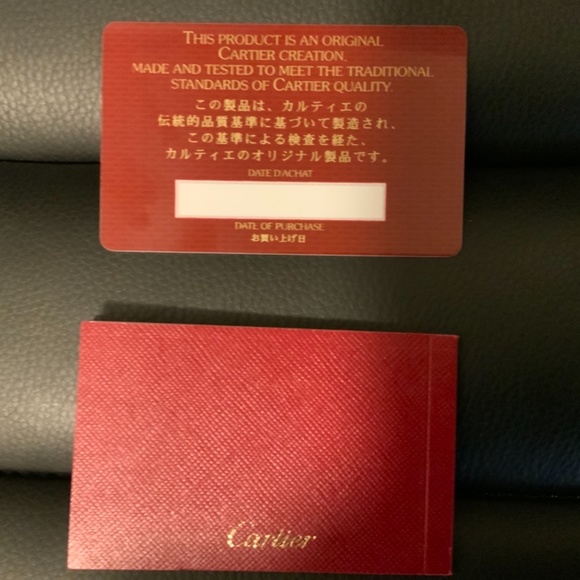 THIS PRODUCT IS AN ORIGINAL
CARTIER CREATION.
MADE AND TESTED TO MEET THE TRADITIONAL
STANDARDS OF CARTIER QUALITY.
この製品は、カルティエの
伝統的品質基準に基づいて製造され、
この基準による検査を経た、
カルティエのオリジナル製品です。
DATE D'ACHAT
DATE OF PURCHASE
お買い上げ日
Cartier